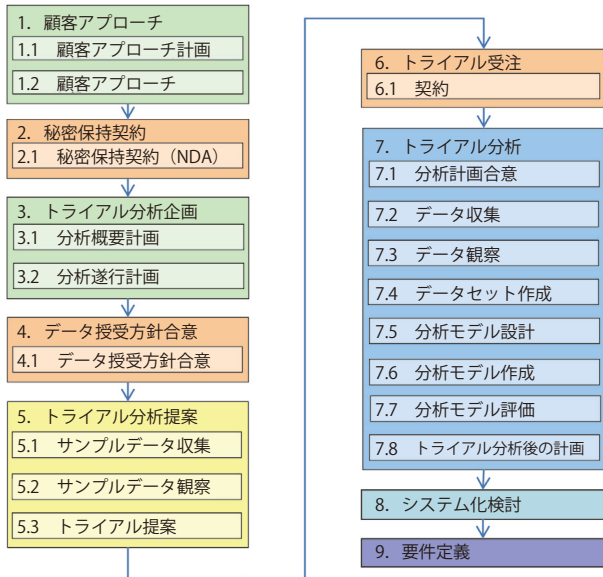 1. 顧客アプローチ
1.1 顧客アプローチ計画
1.2 顧客アプローチ
2. 秘密保持契約
2.1 秘密保持契約（NDA）
3. トライアル分析企画
3.1 分析概要計画
3.2 分析遂行計画
4. データ授受方針合意
4.1 データ授受方針合意
5. トライアル分析提案
5.1 サンプルデータ収集
5.2 サンプルデータ観察
5.3 トライアル提案
6. トライアル受注
6.1 契約
7. トライアル分析
7.1 分析計画合意
7.2 データ収集
7.3 データ観察
7.4 データセット作成
7.5 分析モデル設計
7.6 分析モデル作成
7.7 分析モデル評価
7.8 トライアル分析後の計画
8. システム化検討
9. 要件定義